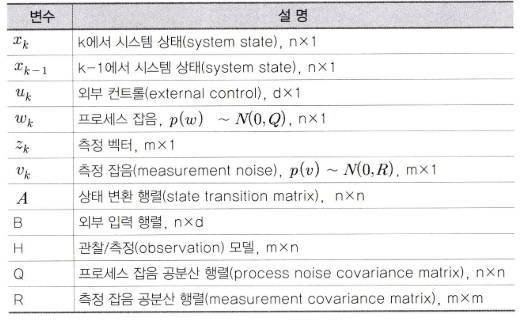 변수 설 명
x_k k에서 시스템 상태(system state), n×1
x_{k-1} k-1에서 시스템 상태(system state), n×1
u_k 외부 컨트롤(external control), d×1
w_k 프로세스 잡음, p(w) ~ N(0,Q), n×1
z_k 측정 벡터, m×1
v_k 측정 잡음(measurement noise), p(v) ~ N(0,R), m×1
A 상태 변환 행렬(state transition matrix), n×n
B 외부 입력 행렬, n×d
H 관찰/측정(observation) 모델, m×n
Q 프로세스 잡음 공분산 행렬(process noise covariance matrix), n×n
R 측정 잡음 공분산 행렬(measurement covariance matrix), m×m